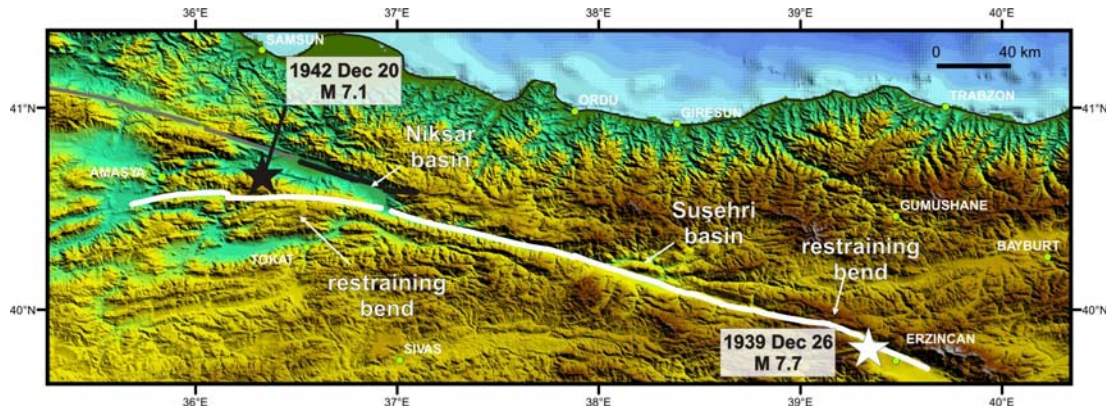 36°E 37°E 38°E 39°E 40°E
SAMSUN
1942 Dec 20
M 7.1
0 40 km
41°N 41°N
ORDU
GIRESUN
TRABZON
Niksar
basin
AMASYA
GUMUSHANE
Suşehri
basin
restraining
bend
BAYBURT
TOKAT
restraining
bend
40°N 40°N
1939 Dec 26
M 7.7
ERZINCAN
SIVAS
36°E 37°E 38°E 39°E 40°E